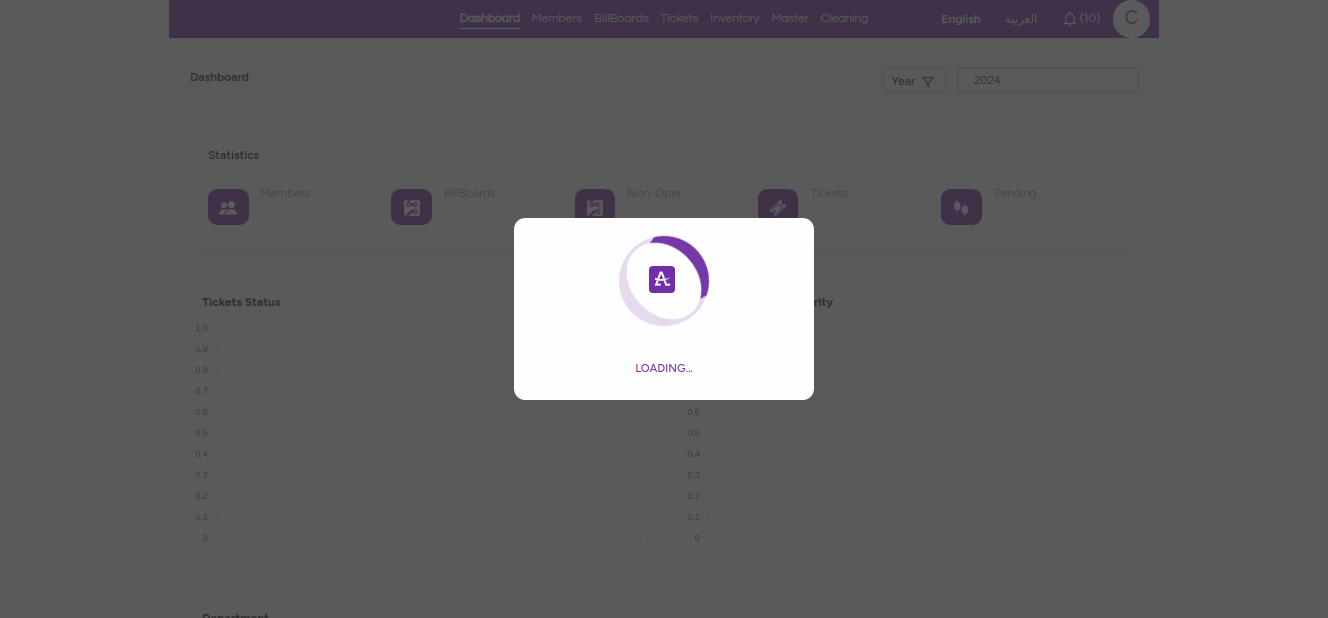 Dashboard Members BillBoards Tickets Inventory Master Cleaning English العربية (10) C
Dashboard
Year 2024
Statistics
Members BillBoards Non-Oper Tickets Pending
LOADING...
Tickets Status
1.0
0.9
0.8
0.7
0.6
0.5
0.4
0.3
0.2
0.1
0
rity
0.6
0.5
0.4
0.3
0.2
0.1
0
Department